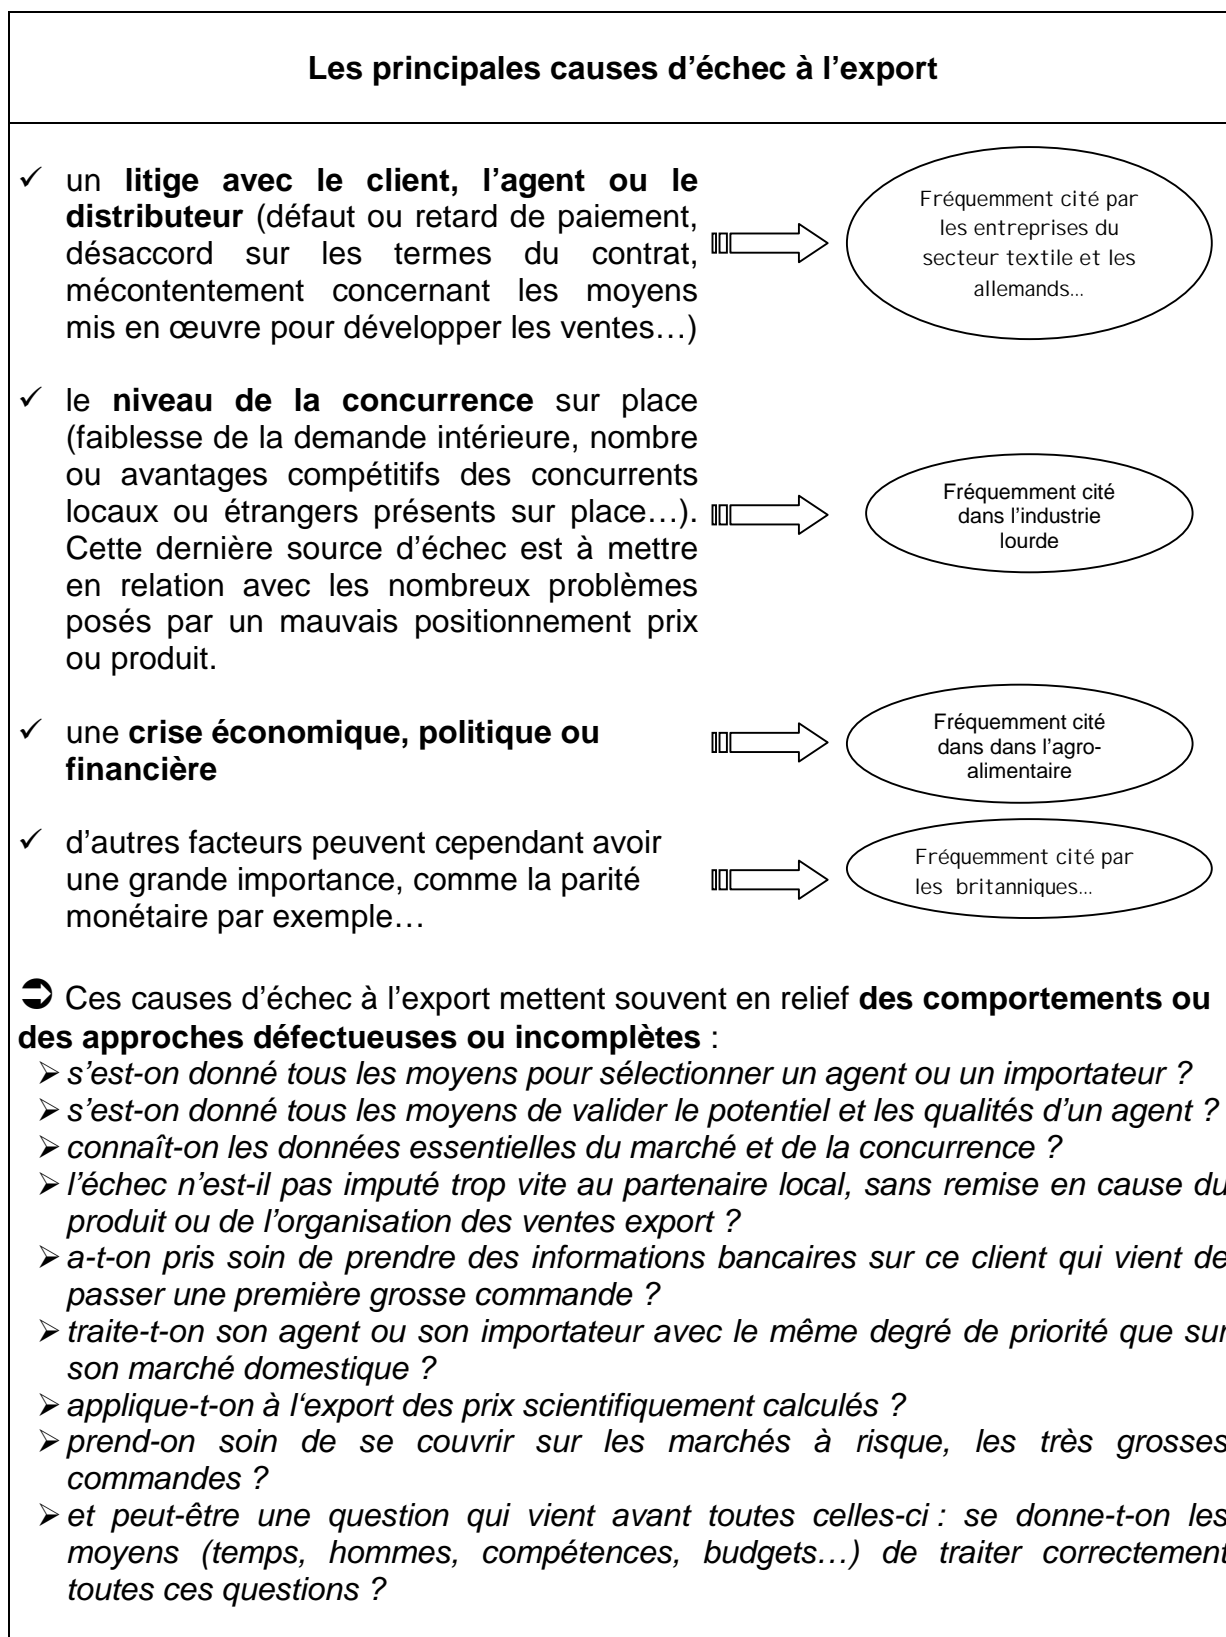 Les principales causes d’échec à l’export
✓ un litige avec le client, l’agent ou le
distributeur (défaut ou retard de paiement,
désaccord sur les termes du contrat,
mécontentement concernant les moyens
mis en œuvre pour développer les ventes…)
Fréquemment cité par
les entreprises du
secteur textile et les
allemands…
✓ le niveau de la concurrence sur place
(faiblesse de la demande intérieure, nombre
ou avantages compétitifs des concurrents
locaux ou étrangers présents sur place…).
Cette dernière source d’échec est à mettre
en relation avec les nombreux problèmes
posés par un mauvais positionnement prix
ou produit.
Fréquemment cité
dans l’industrie
lourde
✓ une crise économique, politique ou
financière
Fréquemment cité
dans dans l’agro-
alimentaire
✓ d’autres facteurs peuvent cependant avoir
une grande importance, comme la parité
monétaire par exemple…
Fréquemment cité par
les britanniques…
➲ Ces causes d’échec à l’export mettent souvent en relief des comportements ou
des approches défectueuses ou incomplètes :
➢ s’est-on donné tous les moyens pour sélectionner un agent ou un importateur ?
➢ s’est-on donné tous les moyens de valider le potentiel et les qualités d’un agent ?
➢ connaît-on les données essentielles du marché et de la concurrence ?
➢ l’échec n’est-il pas imputé trop vite au partenaire local, sans remise en cause du
produit ou de l’organisation des ventes export ?
➢ a-t-on pris soin de prendre des informations bancaires sur ce client qui vient de
passer une première grosse commande ?
➢ traite-t-on son agent ou son importateur avec le même degré de priorité que sur
son marché domestique ?
➢ applique-t-on à l‘export des prix scientifiquement calculés ?
➢ prend-on soin de se couvrir sur les marchés à risque, les très grosses
commandes ?
➢ et peut-être une question qui vient avant toutes celles-ci : se donne-t-on les
moyens (temps, hommes, compétences, budgets…) de traiter correctement
toutes ces questions ?